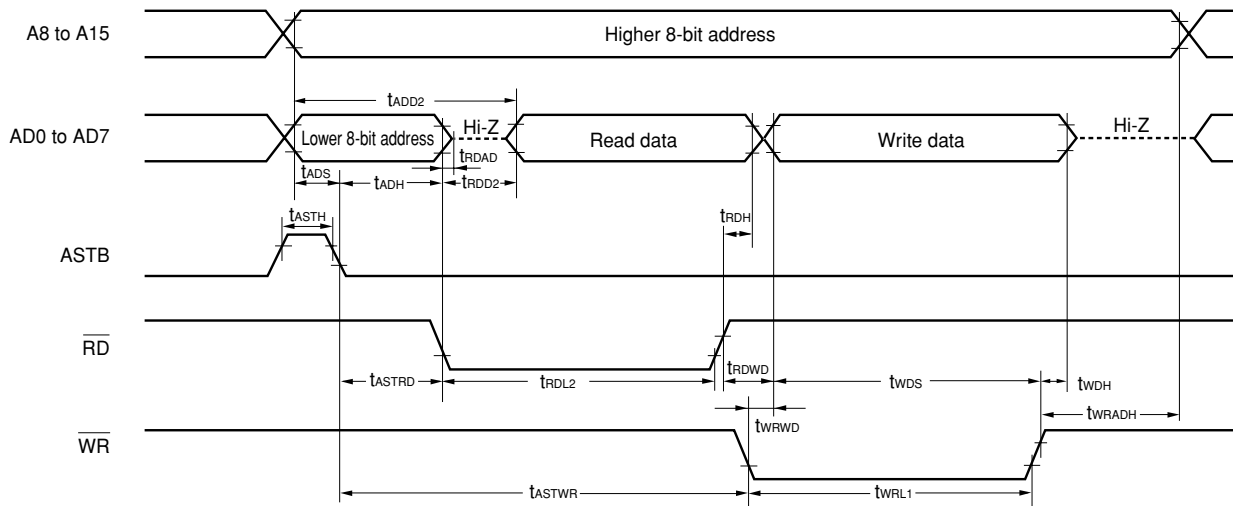 A8 to A15
Higher 8-bit address
tADD2
AD0 to AD7
Lower 8-bit address
Hi-Z
Read data
Write data
Hi-Z
tRDAD
tADS
tADH
tRDD2
tASTH
tRDH
ASTB
RD
tASTRD
tRDL2
tRDWD
tWDS
tWDH
tWRWD
tWRADH
WR
tASTWR
tWRL1